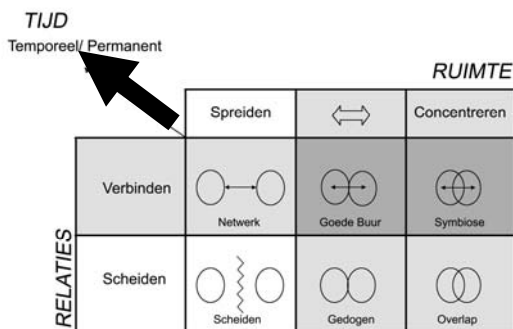 TIJD
Temporeel/ Permanent
RUIMTE
Spreiden
Concentreren
Verbinden
Netwerk
Goede Buur
Symbiose
RELATIES
Scheiden
Scheiden
Gedogen
Overlap